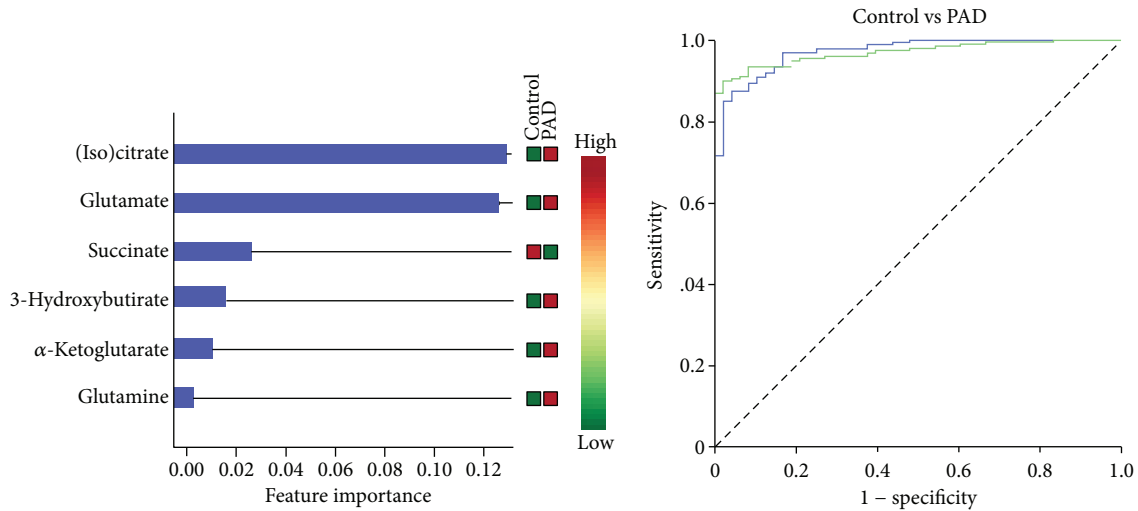 (Iso)citrate
Glutamate
Succinate
3-Hydroxybutirate
α-Ketoglutarate
Glutamine
0.00 0.02 0.04 0.06 0.08 0.10 0.12
Feature importance
Control
PAD
High
Low
Control vs PAD
1.0
0.8
0.6
.04
0.2
0
Sensitivity
0 0.2 0.4 0.6 0.8 1.0
1 − specificity